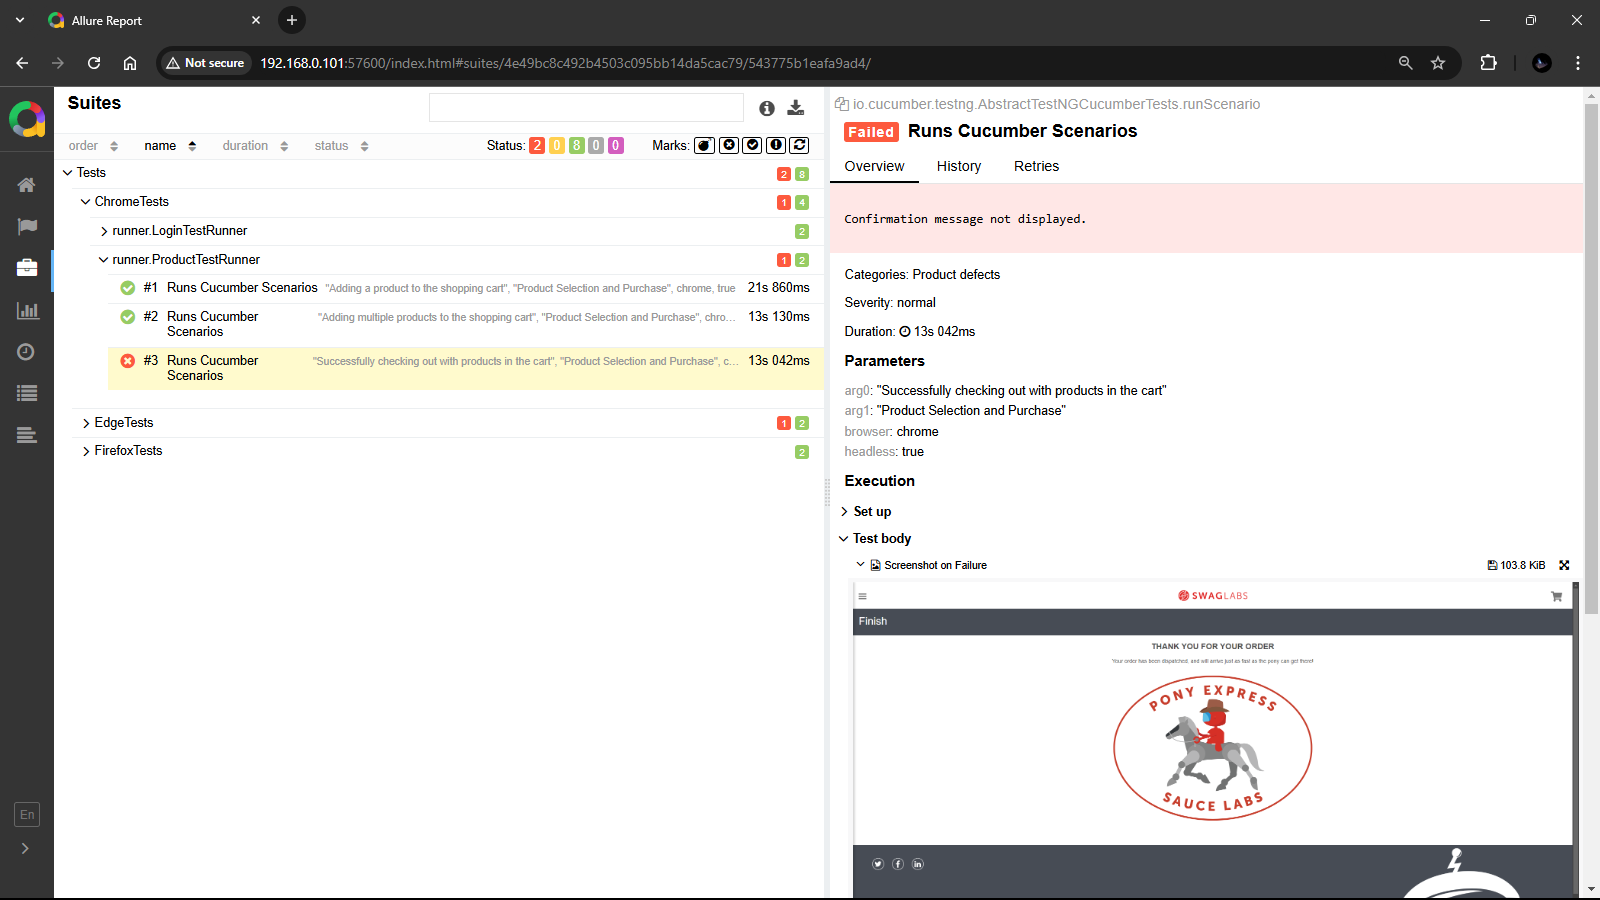 Allure Report
Not secure
192.168.0.101:57600/index.html#suites/4e49bc8c492b4503c095bb14da5cac79/543775b1eafa9ad4/
Suites
order name duration status Status: 2 0 8 0 0 Marks:
Tests 2 8
ChromeTests 1 4
runner.LoginTestRunner 2
runner.ProductTestRunner 1 2
#1 Runs Cucumber Scenarios "Adding a product to the shopping cart", "Product Selection and Purchase", chrome, true 21s 860ms
#2 Runs Cucumber Scenarios "Adding multiple products to the shopping cart", "Product Selection and Purchase", chro... 13s 130ms
#3 Runs Cucumber Scenarios "Successfully checking out with products in the cart", "Product Selection and Purchase", c... 13s 042ms
EdgeTests 1 2
FirefoxTests 2
En
io.cucumber.testng.AbstractTestNGCucumberTests.runScenario
Failed Runs Cucumber Scenarios
Overview History Retries
Confirmation message not displayed.
Categories: Product defects
Severity: normal
Duration: 13s 042ms
Parameters
arg0: "Successfully checking out with products in the cart"
arg1: "Product Selection and Purchase"
browser: chrome
headless: true
Execution
Set up
Test body
Screenshot on Failure 103.8 KiB
SWAGLABS
Finish
THANK YOU FOR YOUR ORDER
Your order has been dispatched, and will arrive just as fast as the pony can get there!
PONY EXPRESS
SAUCE LABS